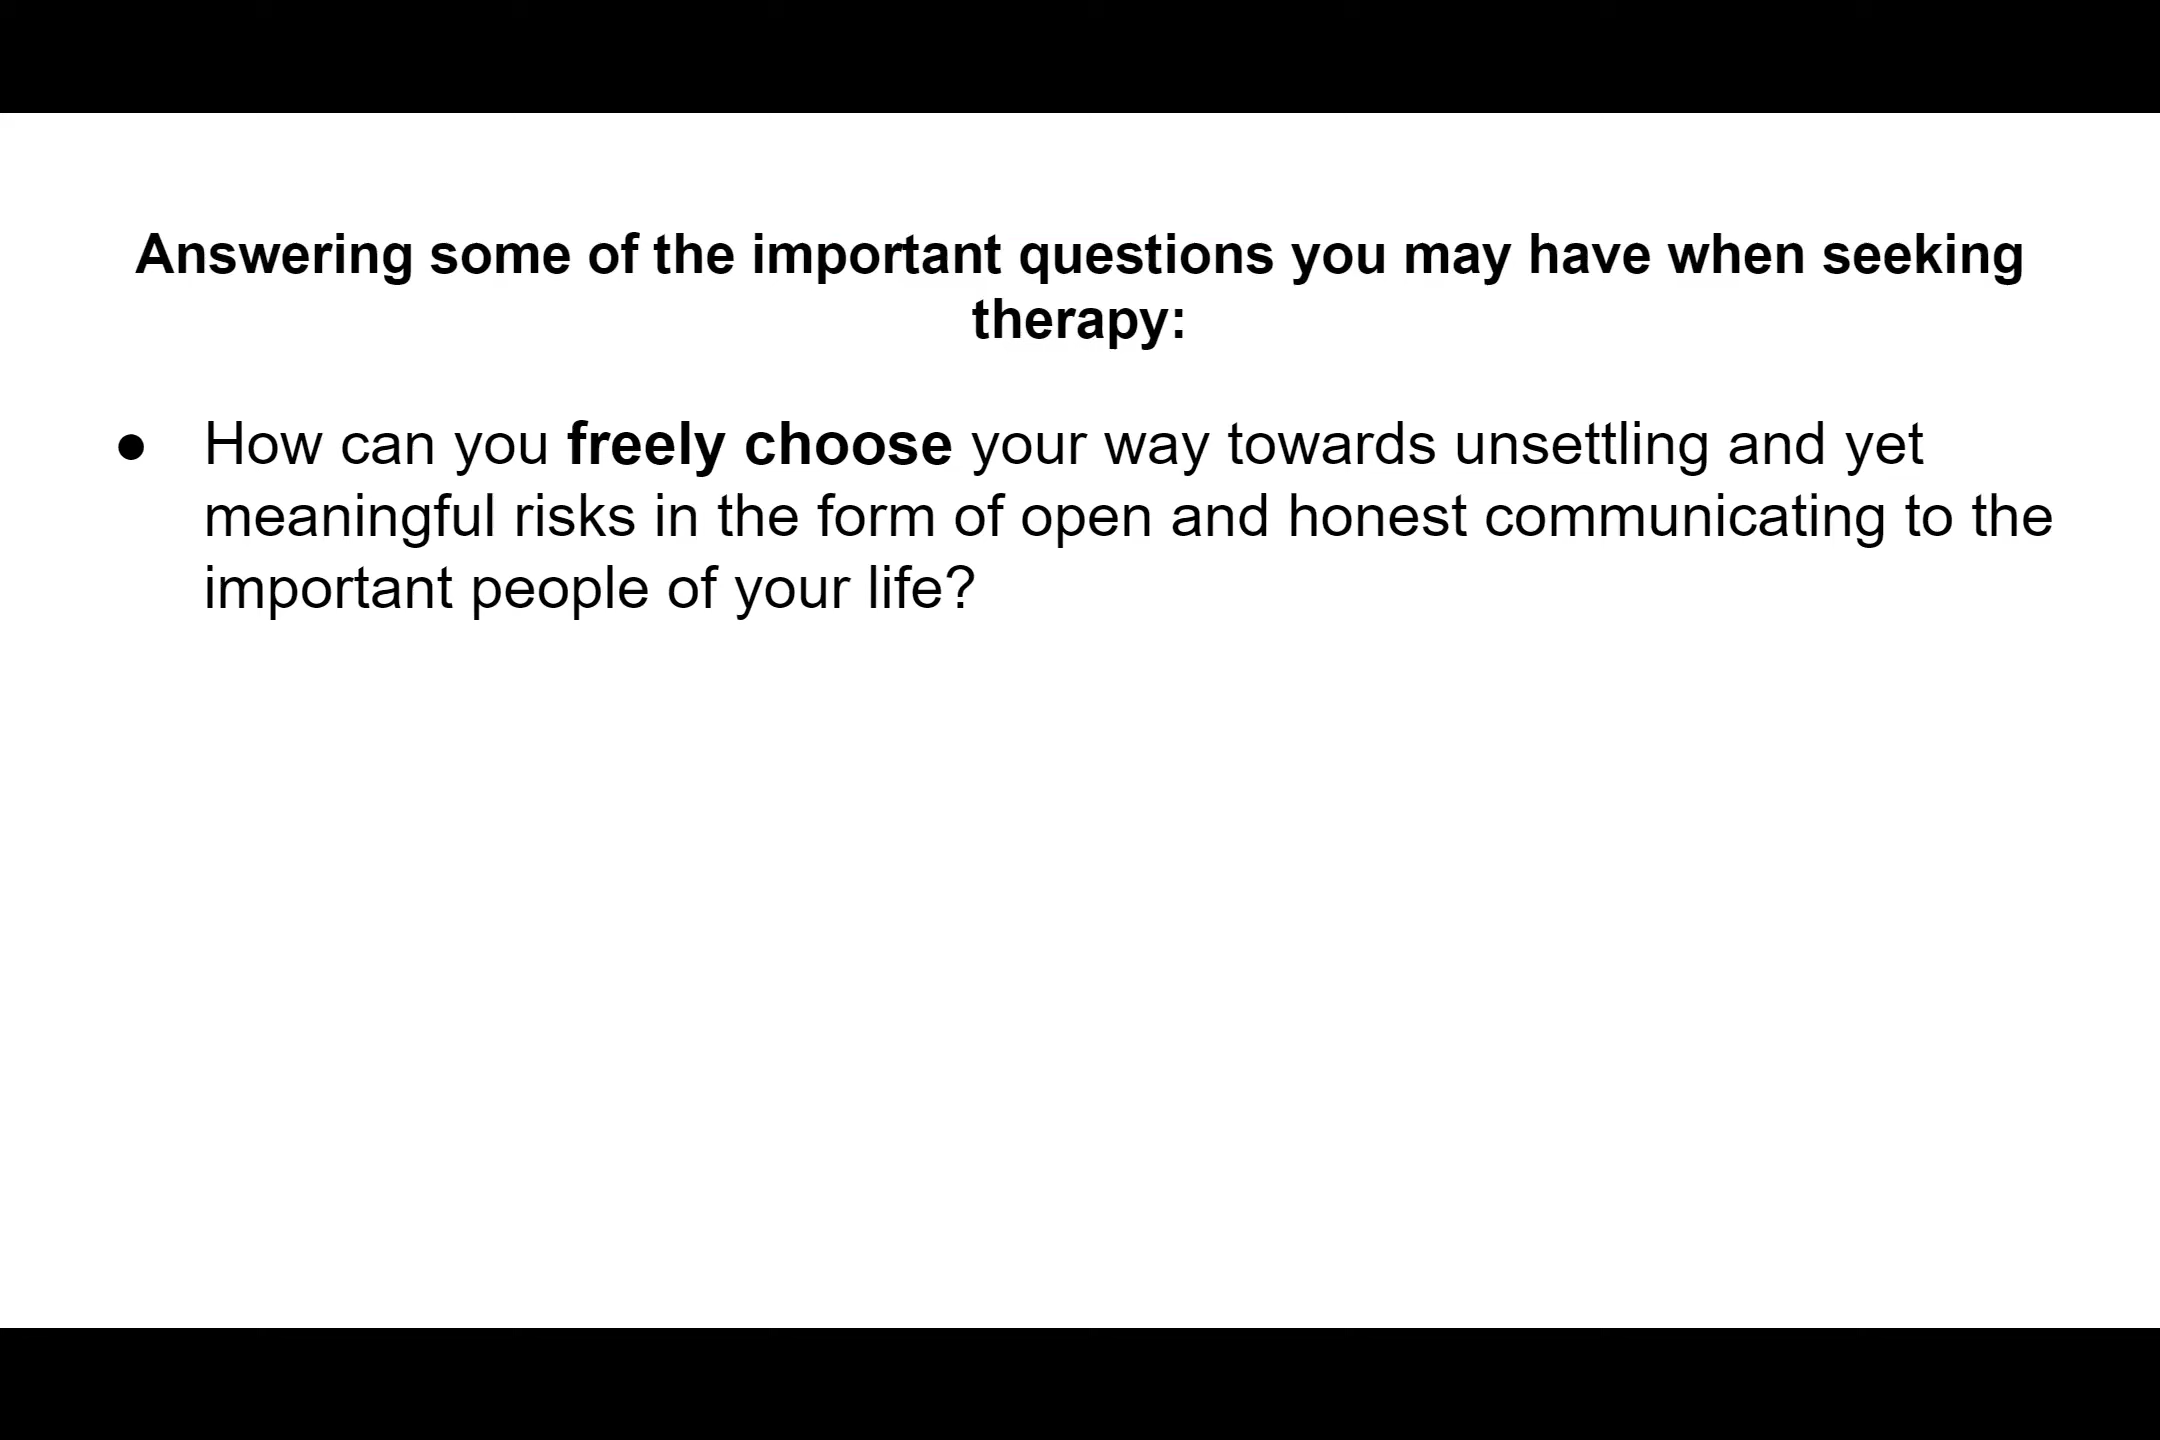 Answering some of the important questions you may have when seeking
therapy:
● How can you freely choose your way towards unsettling and yet
meaningful risks in the form of open and honest communicating to the
important people of your life?